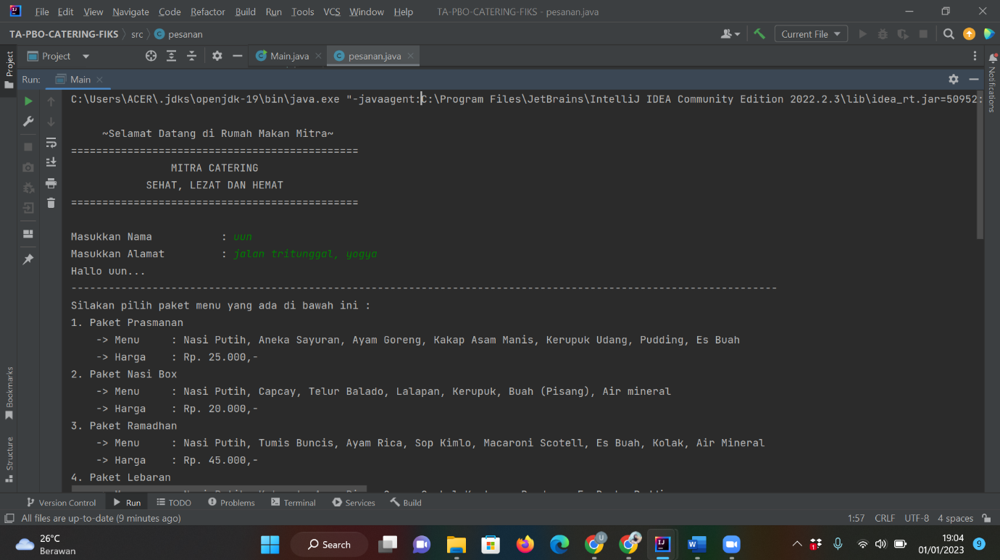 File Edit View Navigate Code Refactor Build Run Tools VCS Window Help TA-PBO-CATERING-FIKS - pesanan.java
TA-PBO-CATERING-FIKS src pesanan Current File
Project Main.java pesanan.java
Project
Notifications
Run: Main
C:\Users\ACER\.jdks\openjdk-19\bin\java.exe "-javaagent:C:\Program Files\JetBrains\IntelliJ IDEA Community Edition 2022.2.3\lib\idea_rt.jar=50952:
~Selamat Datang di Rumah Makan Mitra~
==============================================
MITRA CATERING
SEHAT, LEZAT DAN HEMAT
==============================================
Masukkan Nama : uun
Masukkan Alamat : jalan tritunggal, yogya
Hallo uun...
-----------------------------------------------------------------------------------------------------------------
Silakan pilih paket menu yang ada di bawah ini :
1. Paket Prasmanan
-> Menu : Nasi Putih, Aneka Sayuran, Ayam Goreng, Kakap Asam Manis, Kerupuk Udang, Pudding, Es Buah
-> Harga : Rp. 25.000,-
2. Paket Nasi Box
-> Menu : Nasi Putih, Capcay, Telur Balado, Lalapan, Kerupuk, Buah (Pisang), Air mineral
-> Harga : Rp. 20.000,-
3. Paket Ramadhan
-> Menu : Nasi Putih, Tumis Buncis, Ayam Rica, Sop Kimlo, Macaroni Scotell, Es Buah, Kolak, Air Mineral
-> Harga : Rp. 45.000,-
4. Paket Lebaran
Bookmarks
Structure
Version Control Run TODO Problems Terminal Services Build
All files are up-to-date (9 minutes ago) 1:57 CRLF UTF-8 4 spaces
26°C
Berawan
Search
19:04
01/01/2023
9